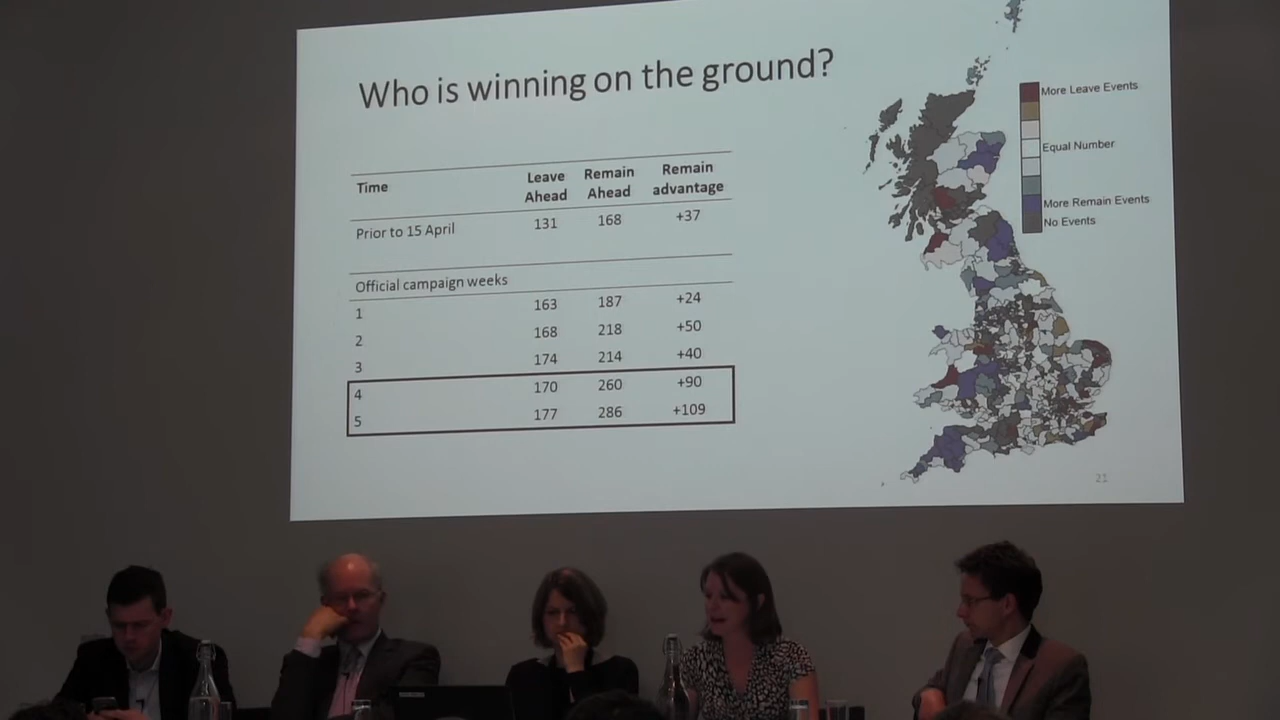 Who is winning on the ground?
Time Leave Ahead Remain Ahead Remain advantage
Prior to 15 April 131 168 +37
Official campaign weeks
1 163 187 +24
2 168 218 +50
3 174 214 +40
4 170 260 +90
5 177 286 +109
More Leave Events
Equal Number
More Remain Events
No Events
21